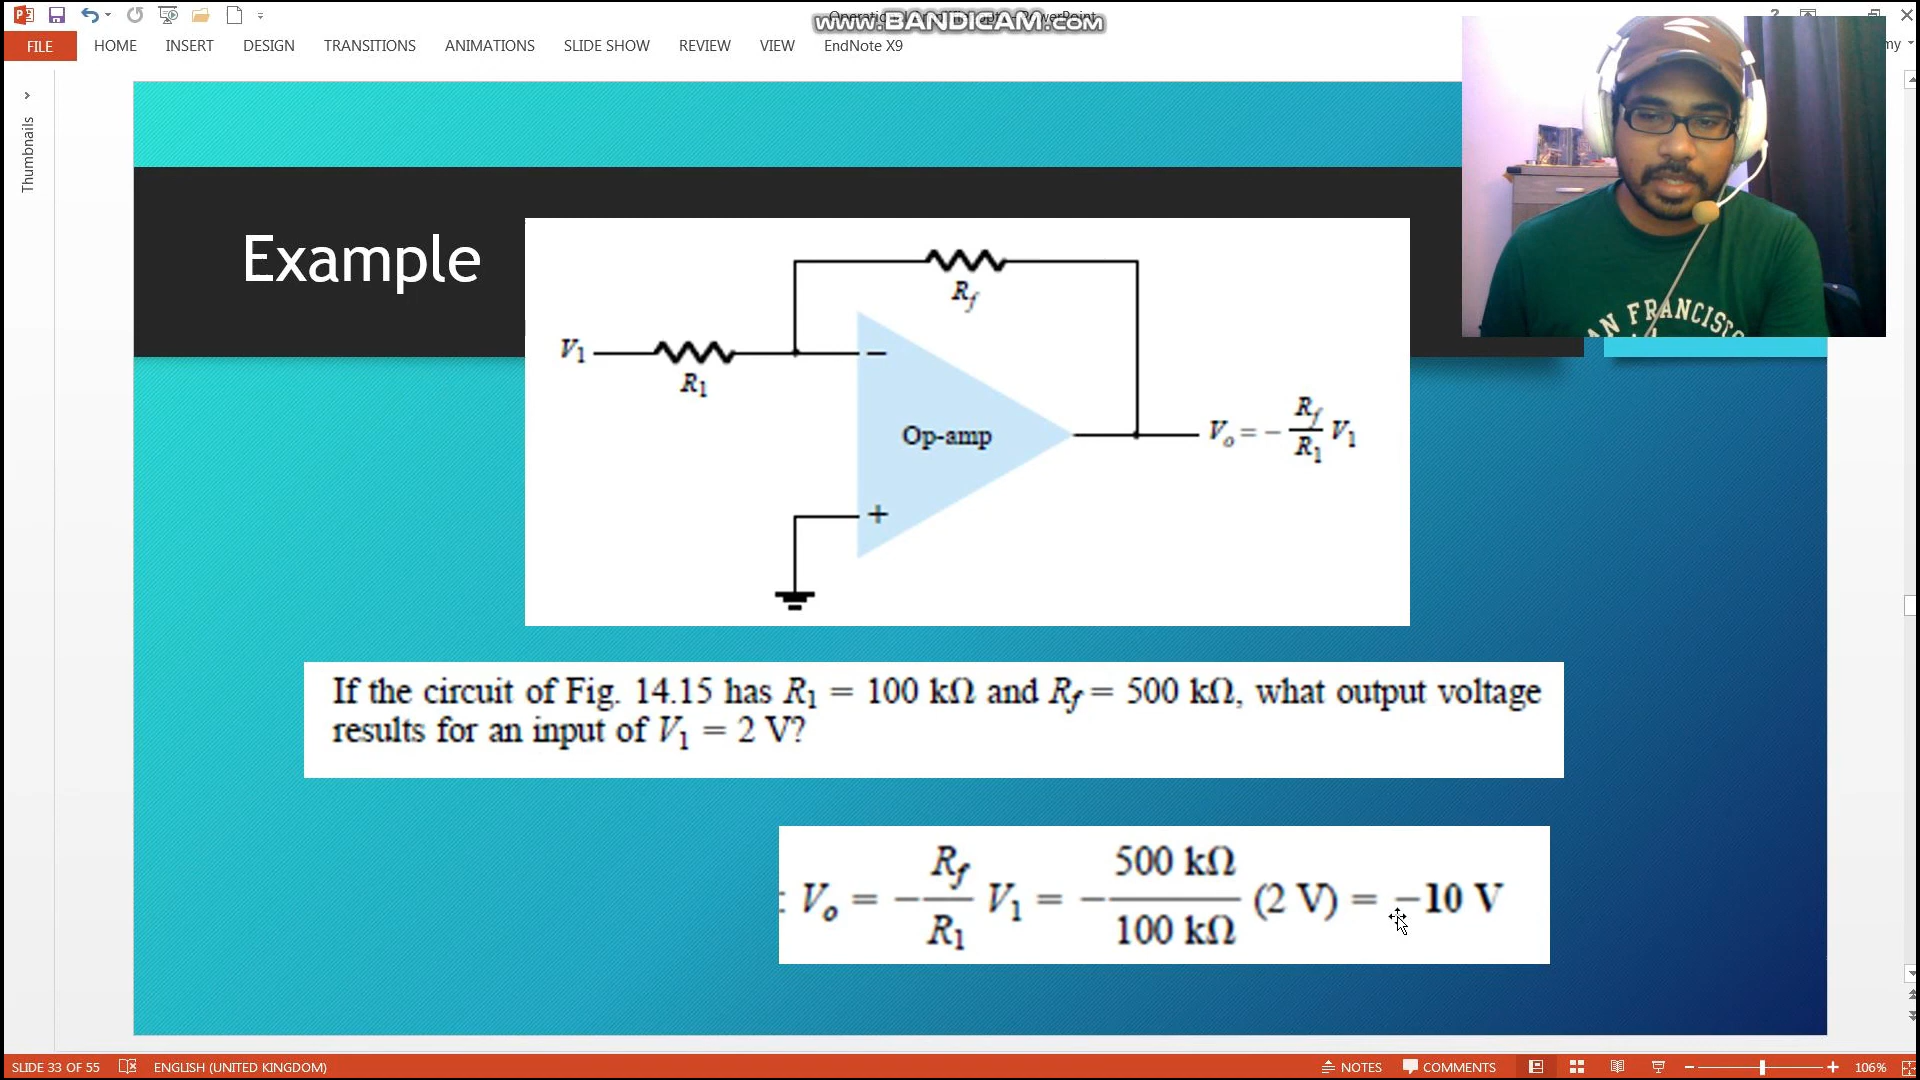 WWW.BANDICAM.COM
FILE HOME INSERT DESIGN TRANSITIONS ANIMATIONS SLIDE SHOW REVIEW VIEW EndNote X9
my
Thumbnails
Example
Rf
V1
R1
−
Op-amp
+
Vo = − Rf/R1 V1
If the circuit of Fig. 14.15 has R1 = 100 kΩ and Rf = 500 kΩ, what output voltage
results for an input of V1 = 2 V?
: Vo = − Rf/R1 V1 = − 500 kΩ/100 kΩ (2 V) = −10 V
AN FRANCISC
SLIDE 33 OF 55 ENGLISH (UNITED KINGDOM) NOTES COMMENTS 106%